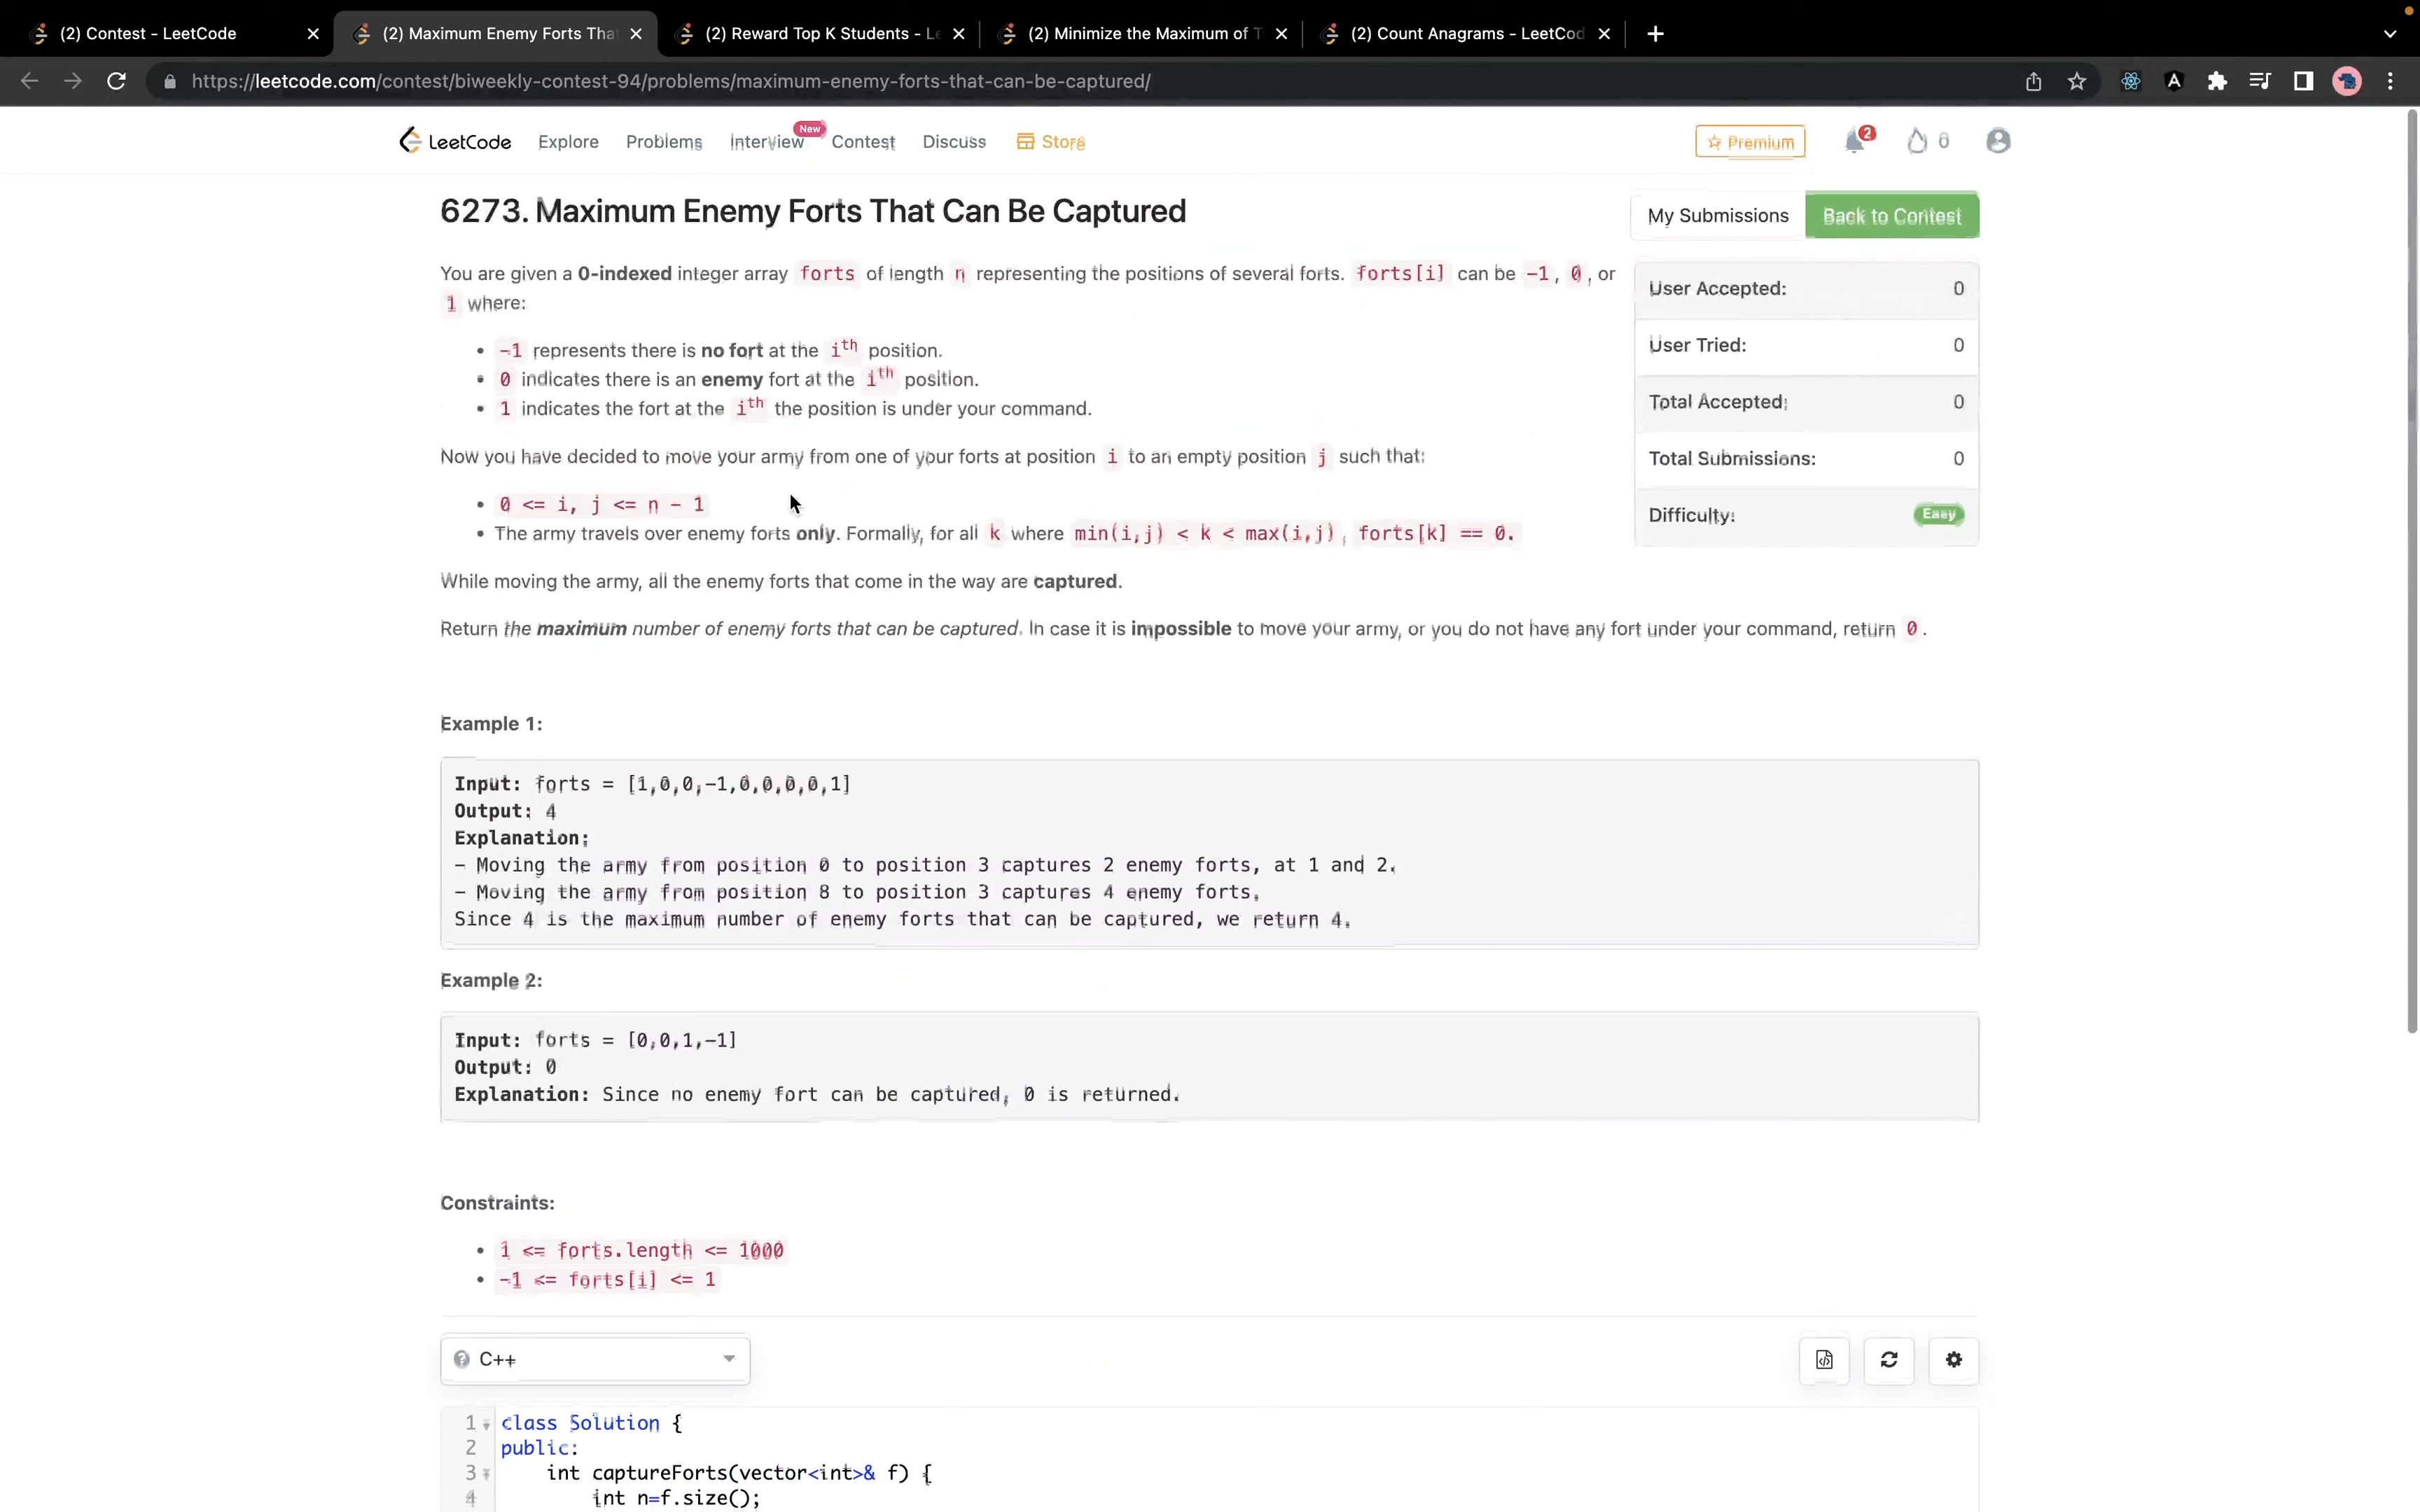 (2) Contest - LeetCode
(2) Maximum Enemy Forts That
(2) Reward Top K Students - Le
(2) Minimize the Maximum of T
(2) Count Anagrams - LeetCod
https://leetcode.com/contest/biweekly-contest-94/problems/maximum-enemy-forts-that-can-be-captured/
LeetCode Explore Problems Interview New Contest Discuss Store Premium 2 0
6273. Maximum Enemy Forts That Can Be Captured
My Submissions Back to Contest
You are given a 0-indexed integer array forts of length n representing the positions of several forts. forts[i] can be -1, 0, or
1 where:
• -1 represents there is no fort at the ith position.
• 0 indicates there is an enemy fort at the ith position.
• 1 indicates the fort at the ith the position is under your command.
Now you have decided to move your army from one of your forts at position i to an empty position j such that:
• 0 <= i, j <= n - 1
• The army travels over enemy forts only. Formally, for all k where min(i,j) < k < max(i,j), forts[k] == 0.
While moving the army, all the enemy forts that come in the way are captured.
Return the maximum number of enemy forts that can be captured. In case it is impossible to move your army, or you do not have any fort under your command, return 0.
User Accepted: 0
User Tried: 0
Total Accepted: 0
Total Submissions: 0
Difficulty: Easy
Example 1:
Input: forts = [1,0,0,-1,0,0,0,0,1]
Output: 4
Explanation:
- Moving the army from position 0 to position 3 captures 2 enemy forts, at 1 and 2.
- Moving the army from position 8 to position 3 captures 4 enemy forts.
Since 4 is the maximum number of enemy forts that can be captured, we return 4.
Example 2:
Input: forts = [0,0,1,-1]
Output: 0
Explanation: Since no enemy fort can be captured, 0 is returned.
Constraints:
• 1 <= forts.length <= 1000
• -1 <= forts[i] <= 1
C++
1 class Solution {
2 public:
3 int captureForts(vector<int>& f) {
4 int n=f.size();